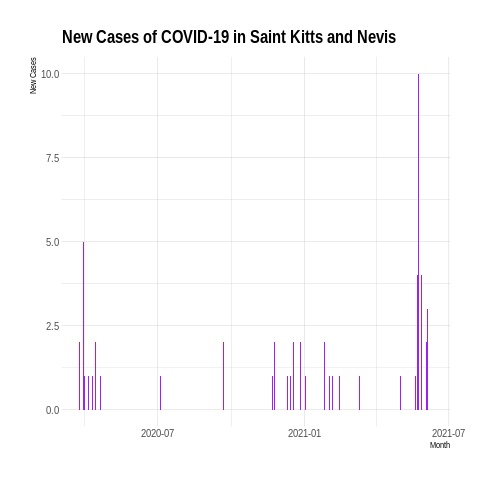 New Cases of COVID-19 in Saint Kitts and Nevis
New Cases
10.0
7.5
5.0
2.5
0.0
2020-07
2021-01
2021-07
Month